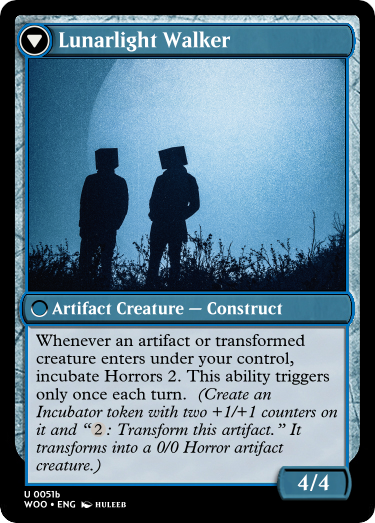 Lunarlight Walker
Artifact Creature — Construct
Whenever an artifact or transformed
creature enters under your control,
incubate Horrors 2. This ability triggers
only once each turn. (Create an
Incubator token with two +1/+1 counters on
it and “2: Transform this artifact.” It
transforms into a 0/0 Horror artifact
creature.)
4/4
U 0051b
WOO • ENG HULEEB